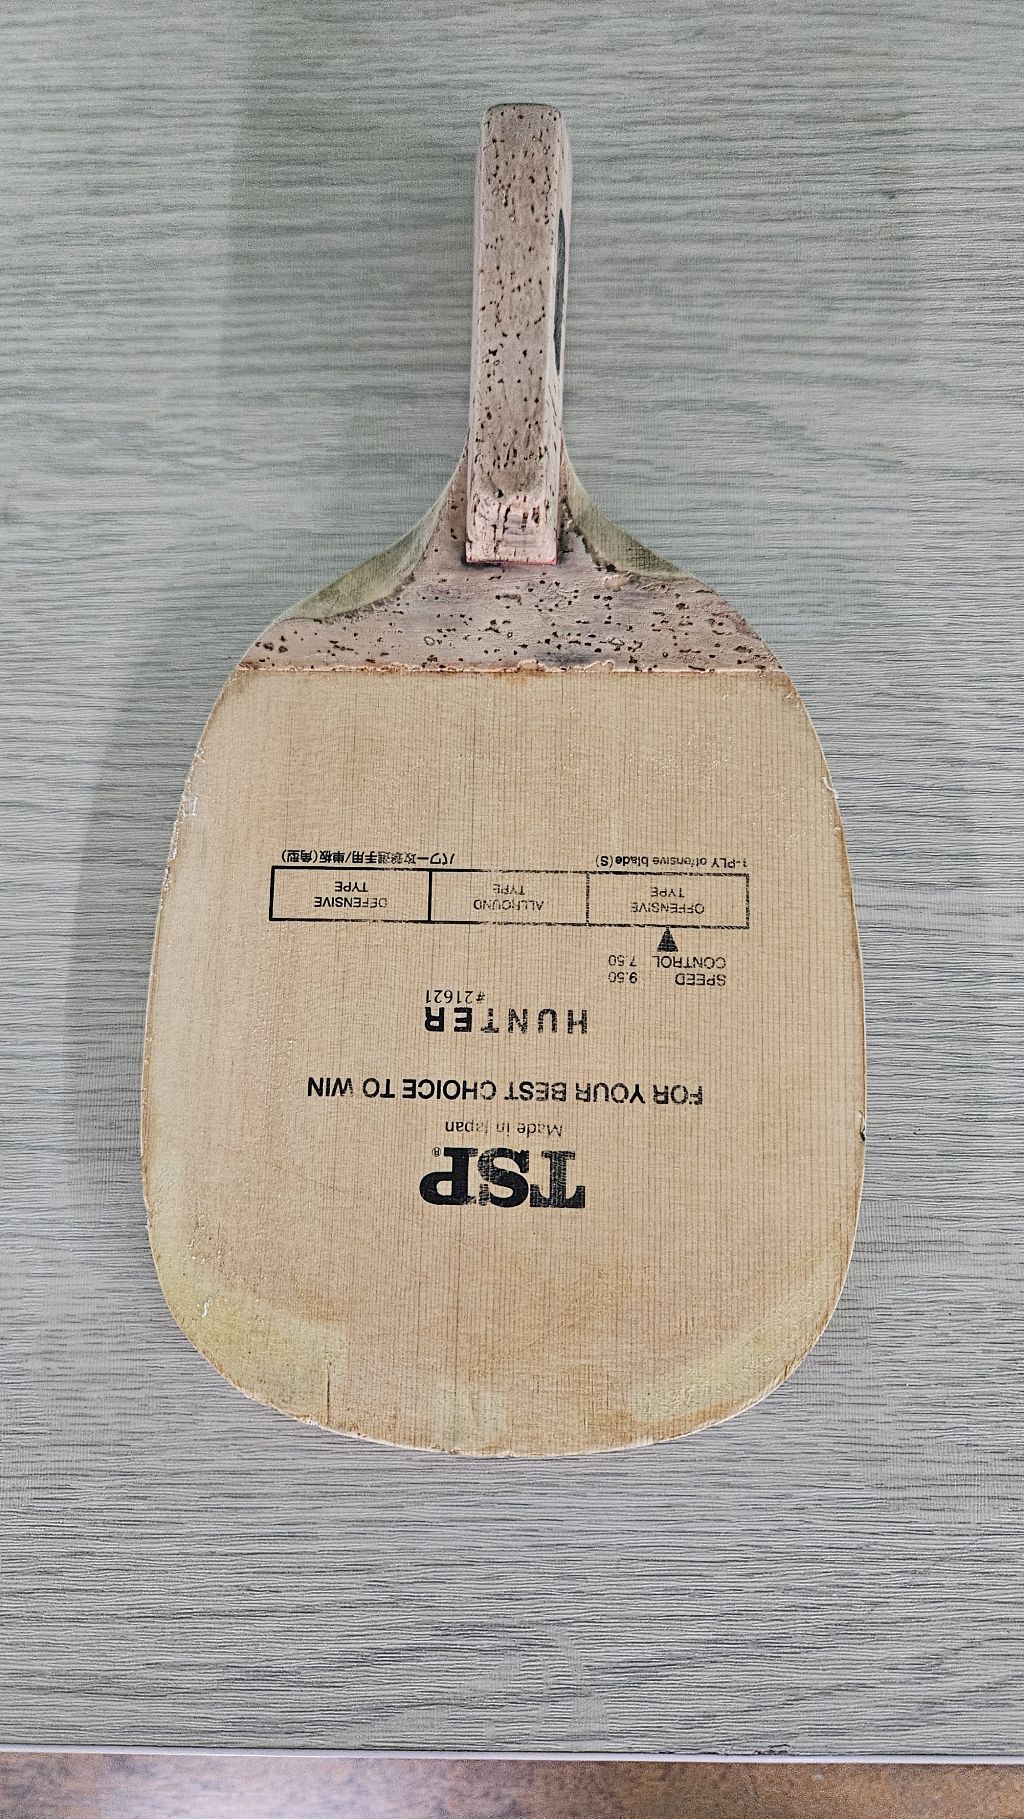 TSP®
Made in Japan
FOR YOUR BEST CHOICE TO WIN
HUNTER
#21621
SPEED 9.50
CONTROL 7.50
OFFENSIVE TYPE
ALLROUND TYPE
DEFENSIVE TYPE
1-PLY offensive blade(S)
パワー攻撃選手用/単板(角型)